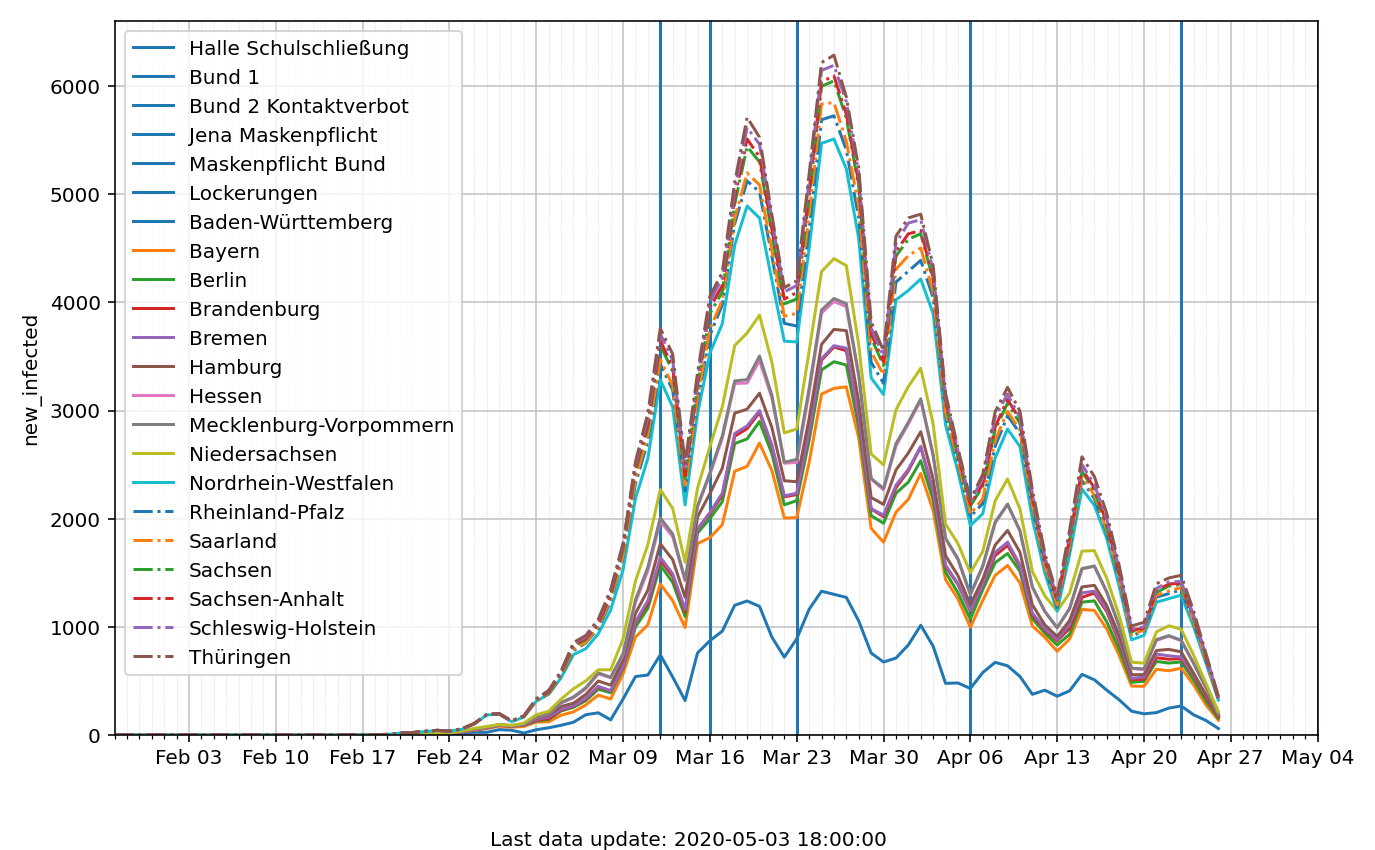 Halle Schulschließung
Bund 1
Bund 2 Kontaktverbot
Jena Maskenpflicht
Maskenpflicht Bund
Lockerungen
Baden-Württemberg
Bayern
Berlin
Brandenburg
Bremen
Hamburg
Hessen
Mecklenburg-Vorpommern
Niedersachsen
Nordrhein-Westfalen
Rheinland-Pfalz
Saarland
Sachsen
Sachsen-Anhalt
Schleswig-Holstein
Thüringen
new_infected
6000
5000
4000
3000
2000
1000
0
Feb 03 Feb 10 Feb 17 Feb 24 Mar 02 Mar 09 Mar 16 Mar 23 Mar 30 Apr 06 Apr 13 Apr 20 Apr 27 May 04
Last data update: 2020-05-03 18:00:00